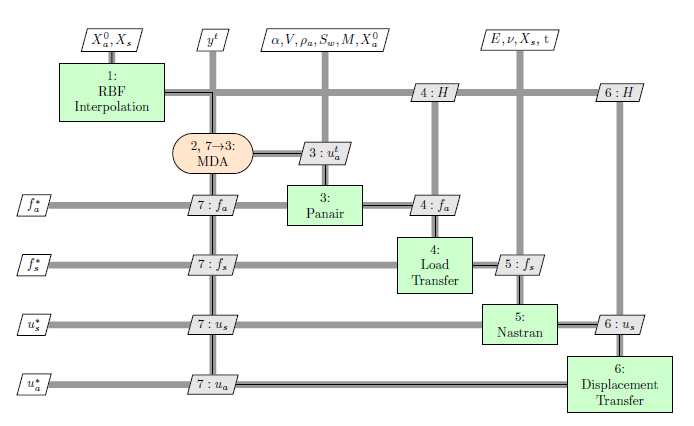 X_a^0, X_s
y^t
α, V, ρ_a, S_w, M, X_a^0
E, ν, X_s, t
1:
RBF
Interpolation
4 : H
6 : H
2, 7→3:
MDA
3 : u_a^t
f_a^*
7 : f_a
3:
Panair
4 : f_a
f_s^*
7 : f_s
4:
Load
Transfer
5 : f_s
u_s^*
7 : u_s
5:
Nastran
6 : u_s
u_a^*
7 : u_a
6:
Displacement
Transfer